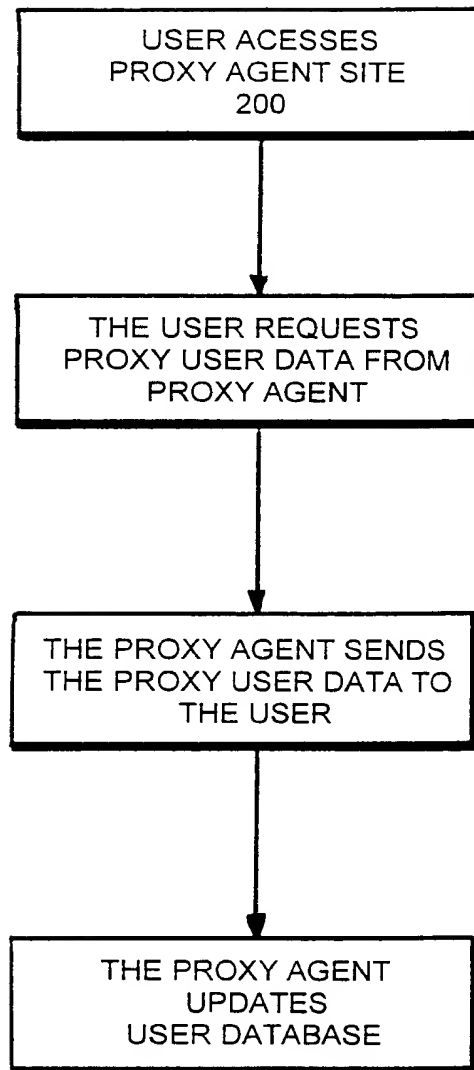 USER ACESSES
PROXY AGENT SITE
200
THE USER REQUESTS
PROXY USER DATA FROM
PROXY AGENT
THE PROXY AGENT SENDS
THE PROXY USER DATA TO
THE USER
THE PROXY AGENT
UPDATES
USER DATABASE